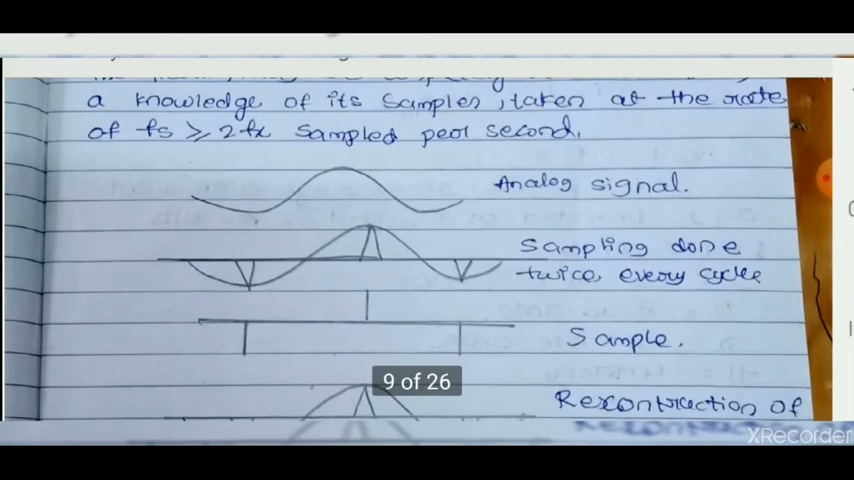 a knowledge of its samples, taken at the rate
of fs ≥ 2fx sampled per second.
Analog signal.
Sampling done
twice every cycle
Sample.
9 of 26
Reconstruction of
XRecorder